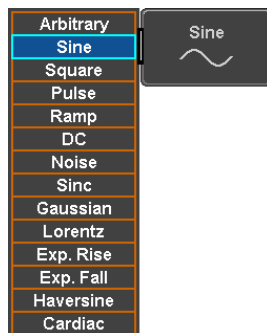 Arbitrary
Sine
Square
Pulse
Ramp
DC
Noise
Sinc
Gaussian
Lorentz
Exp. Rise
Exp. Fall
Haversine
Cardiac
Sine